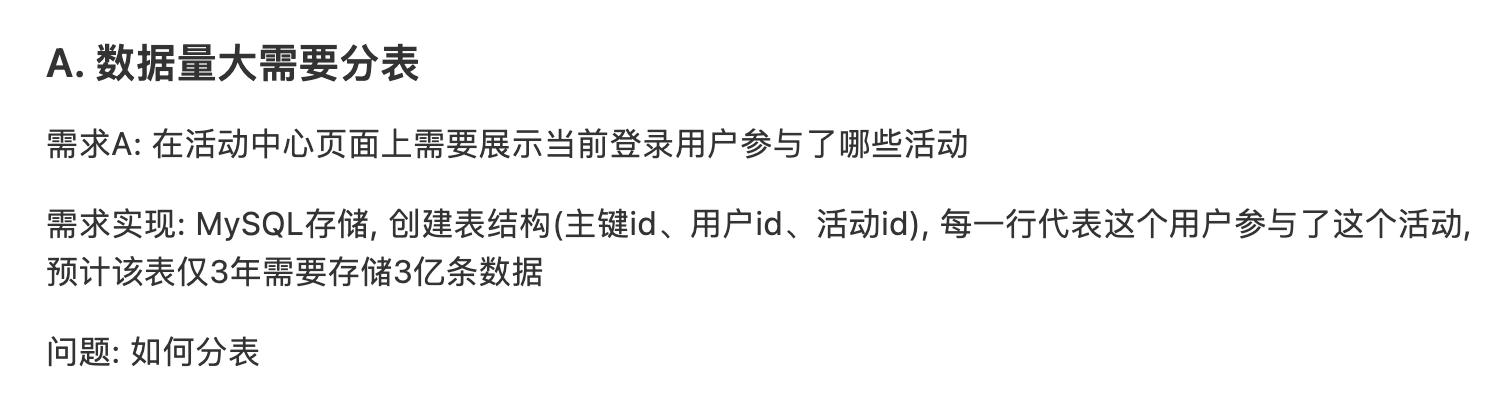 A. 数据量大需要分表
需求A: 在活动中心页面上需要展示当前登录用户参与了哪些活动
需求实现: MySQL存储, 创建表结构(主键id、用户id、活动id), 每一行代表这个用户参与了这个活动,
预计该表仅3年需要存储3亿条数据
问题: 如何分表